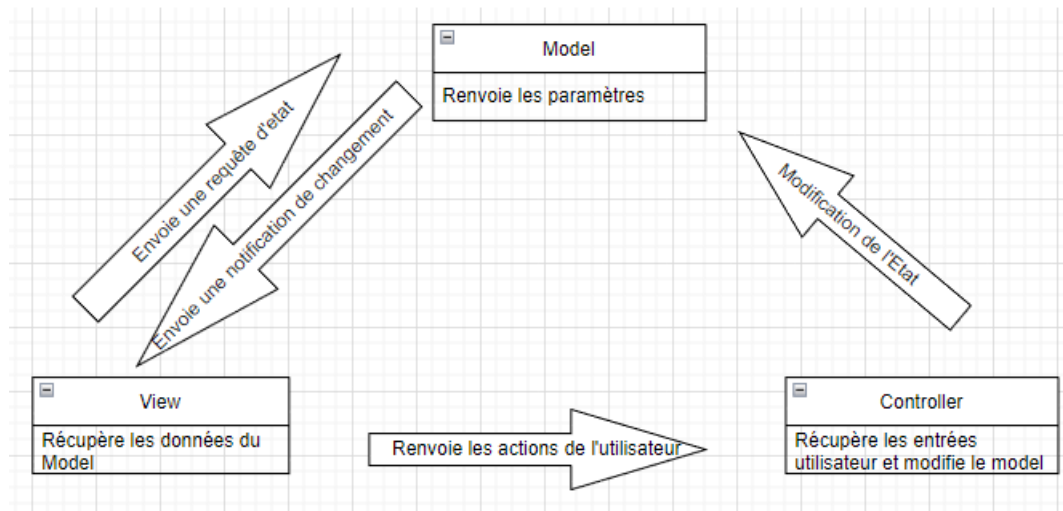 Model
Renvoie les paramètres
Envoie une requête d'etat
Envoie une notification de changement
Modification de l'Etat
View
Récupère les données du
Model
Renvoie les actions de l'utilisateur
Controller
Récupère les entrées
utilisateur et modifie le model